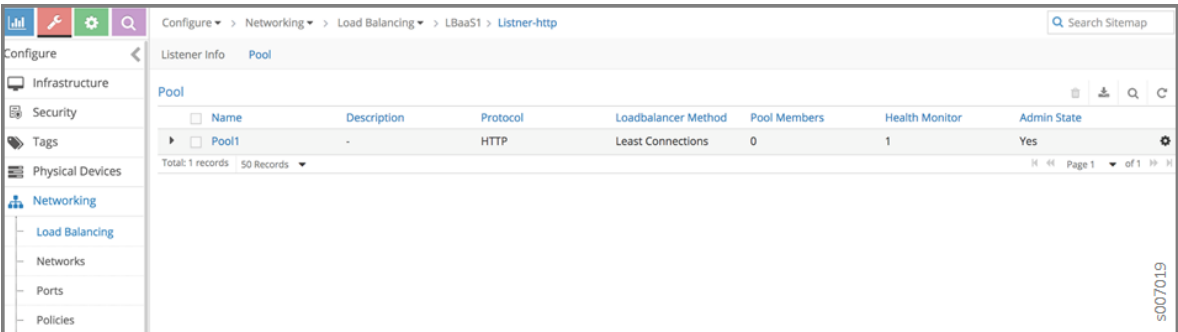 Configure > Networking > Load Balancing > LBaaS1 > Listner-http
Search Sitemap
Configure
Listener Info Pool
Infrastructure
Security
Tags
Physical Devices
Networking
Load Balancing
Networks
Ports
Policies
Pool
Name Description Protocol Loadbalancer Method Pool Members Health Monitor Admin State
Pool1 - HTTP Least Connections 0 1 Yes
Total: 1 records 50 Records Page 1 of 1
s007019